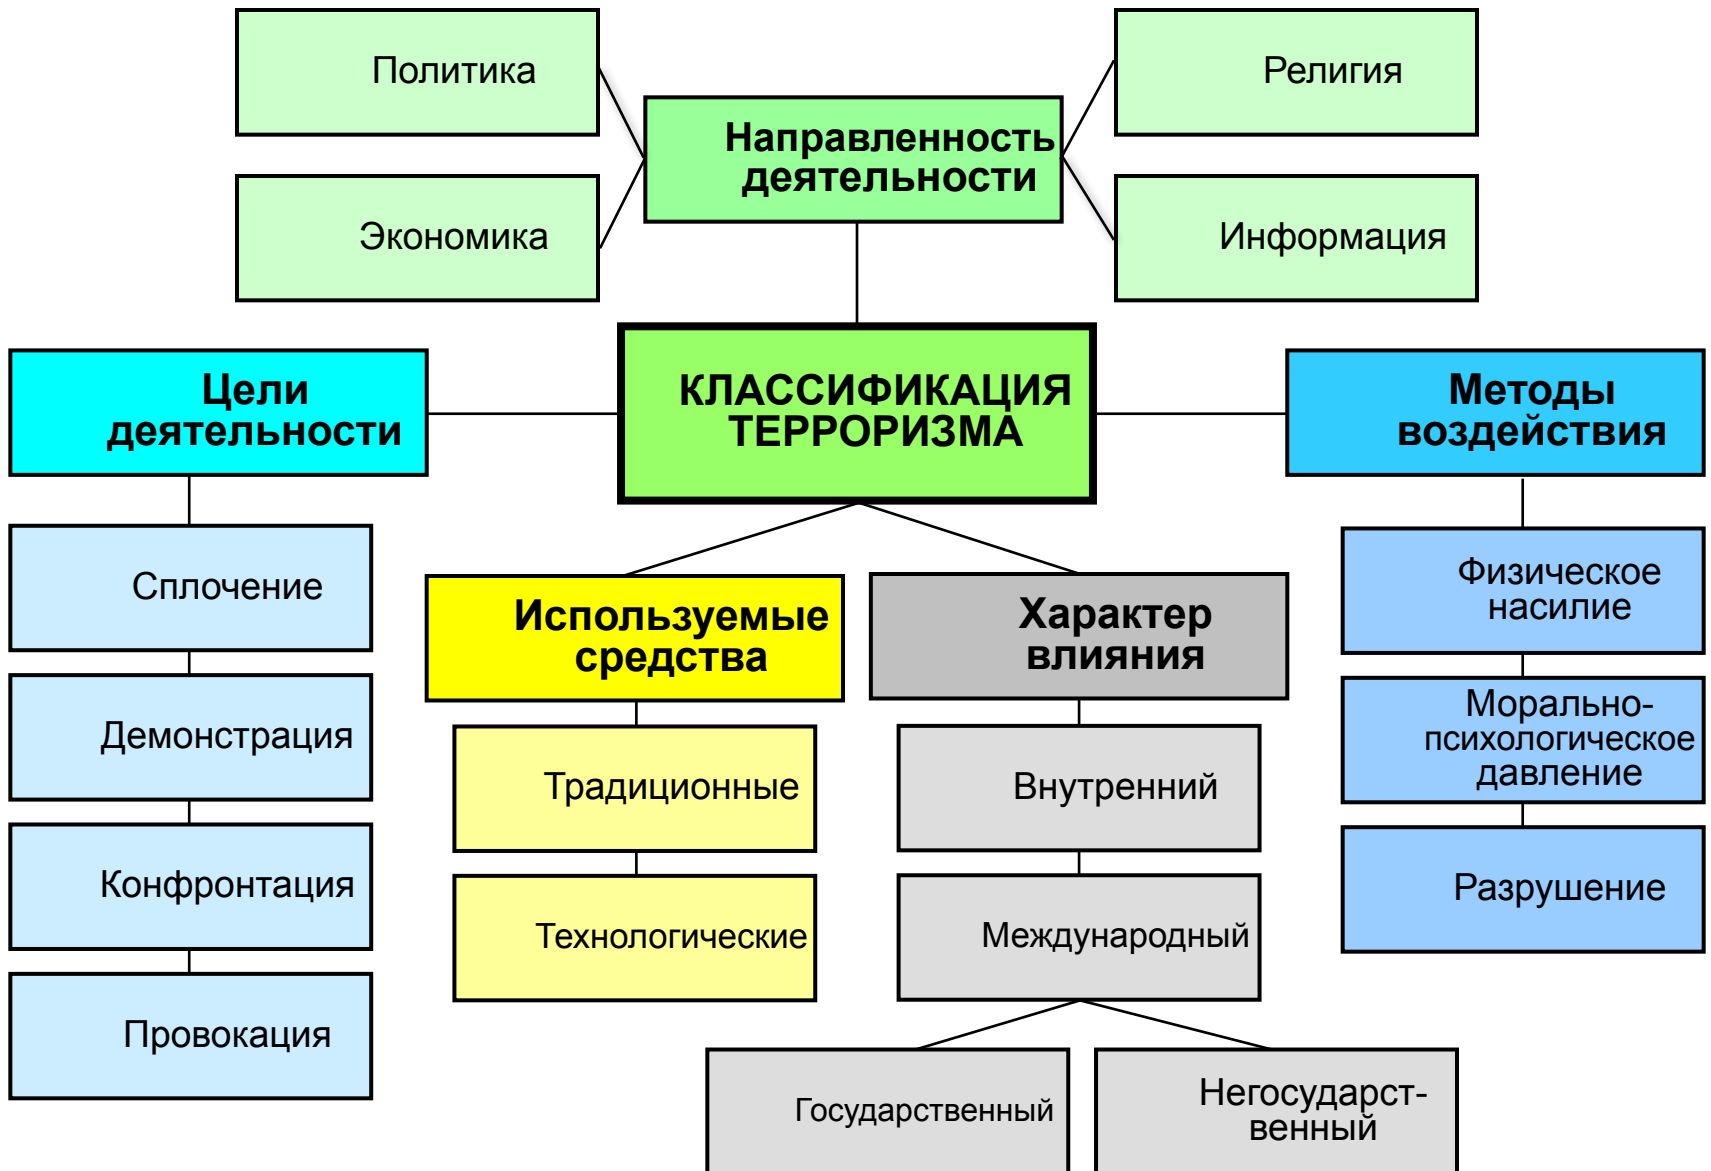 Политика
Религия
Направленность
деятельности
Экономика
Информация
Цели
деятельности
КЛАССИФИКАЦИЯ
ТЕРРОРИЗМА
Методы
воздействия
Сплочение
Демонстрация
Конфронтация
Провокация
Используемые
средства
Традиционные
Технологические
Характер
влияния
Внутренний
Международный
Государственный
Негосударст-
венный
Физическое
насилие
Морально-
психологическое
давление
Разрушение